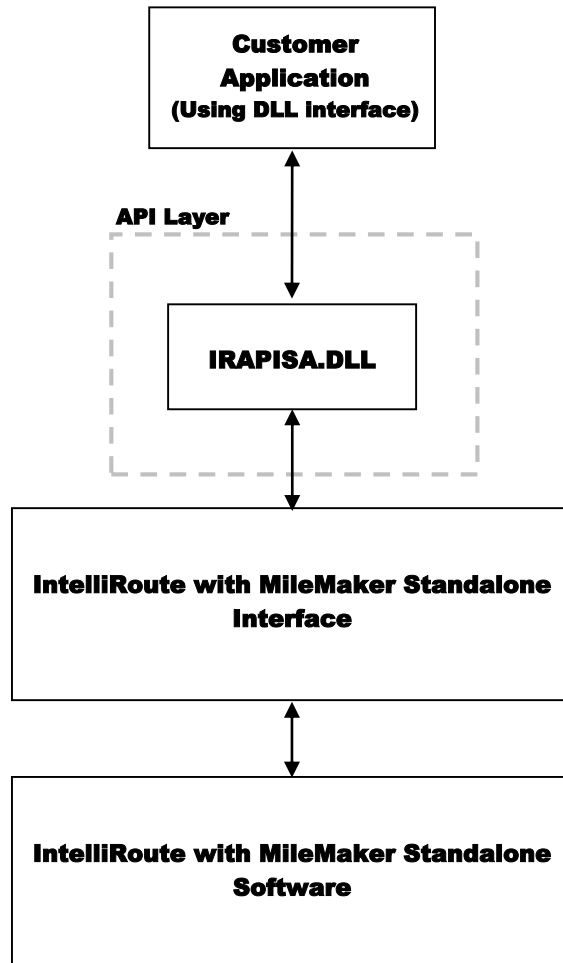 Customer
Application
(Using DLL interface)
API Layer
IRAPISA.DLL
IntelliRoute with MileMaker Standalone
Interface
IntelliRoute with MileMaker Standalone
Software